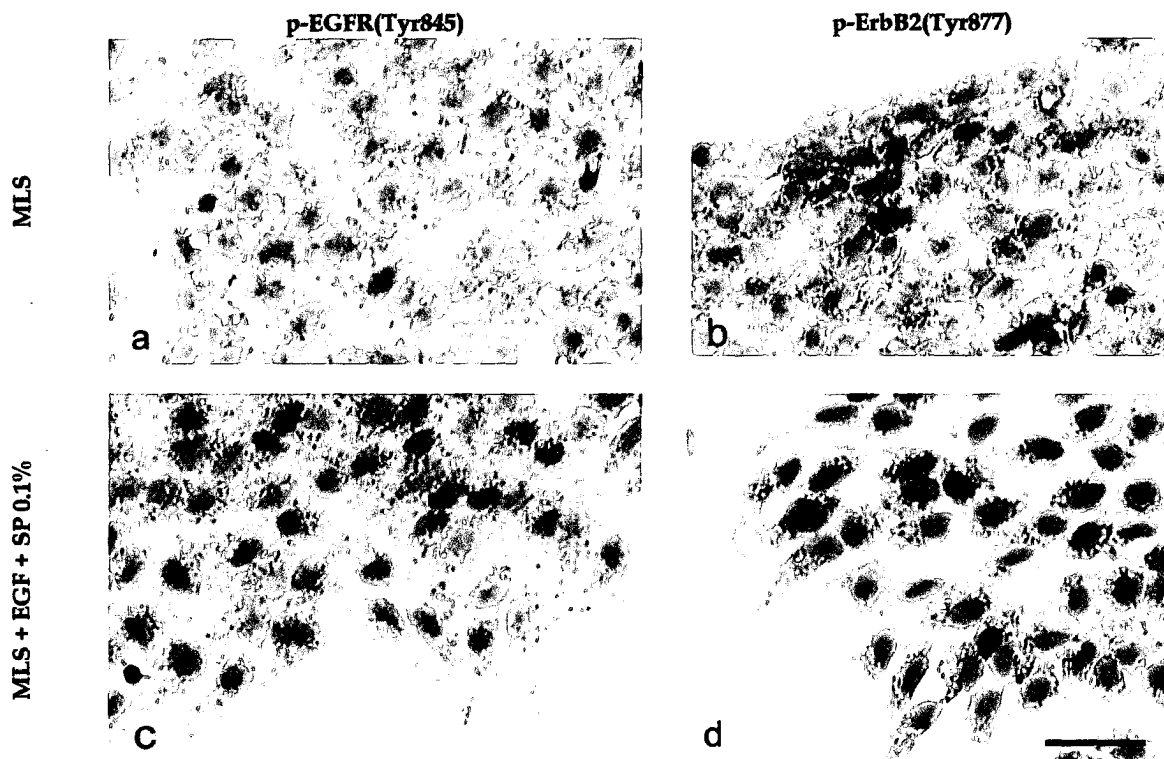 p-EGFR(Tyr845)
p-ErbB2(Tyr877)
MLS
a
b
MLS + EGF + SP 0.1%
c
d